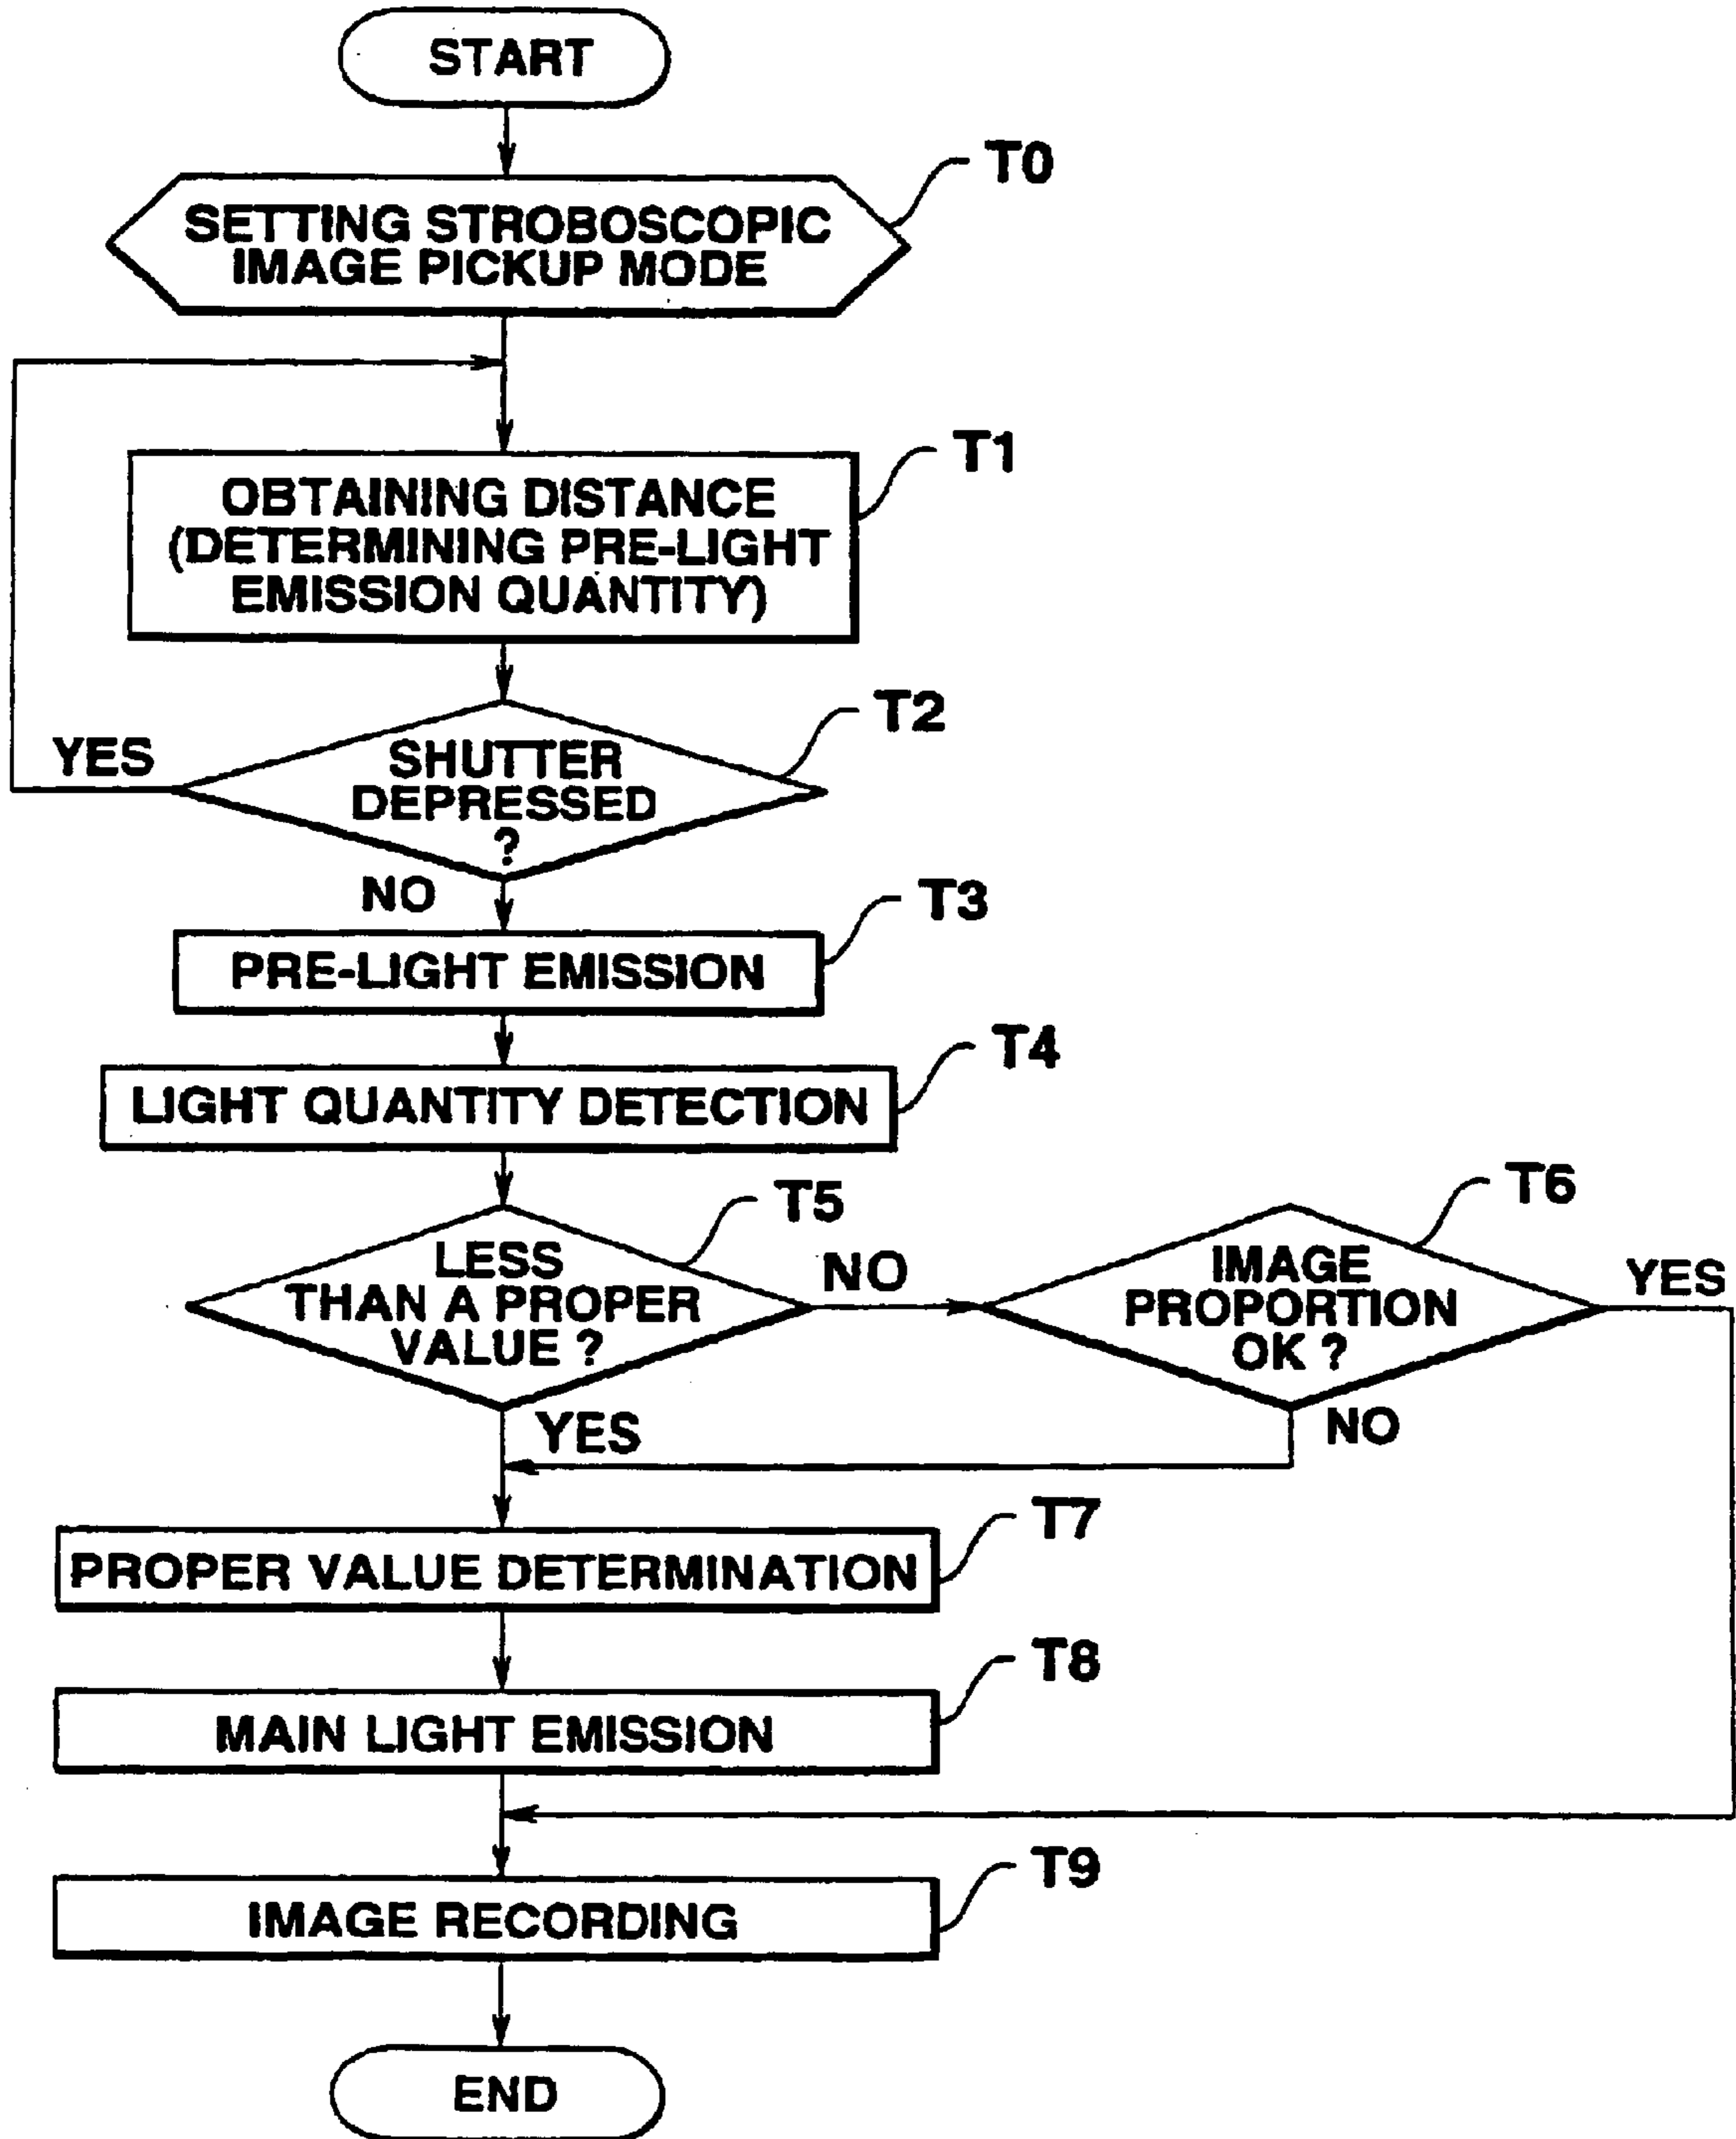 START
T0
SETTING STROBOSCOPIC
IMAGE PICKUP MODE
T1
OBTAINING DISTANCE
(DETERMINING PRE-LIGHT
EMISSION QUANTITY)
T2
YES
SHUTTER
DEPRESSED
?
NO
T3
PRE-LIGHT EMISSION
T4
LIGHT QUANTITY DETECTION
T5
LESS
THAN A PROPER
VALUE ?
NO
T6
IMAGE
PROPORTION
OK ?
YES
YES
NO
T7
PROPER VALUE DETERMINATION
T8
MAIN LIGHT EMISSION
T9
IMAGE RECORDING
END